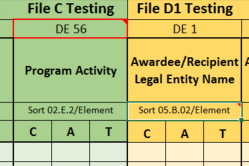 File C Testing
File D1 Testing
DE 56
DE 1
Program Activity
Awardee/Recipient
Legal Entity Name
Sort 02.E.2/Element
Sort 05.B.02/Element
C A T
C A T